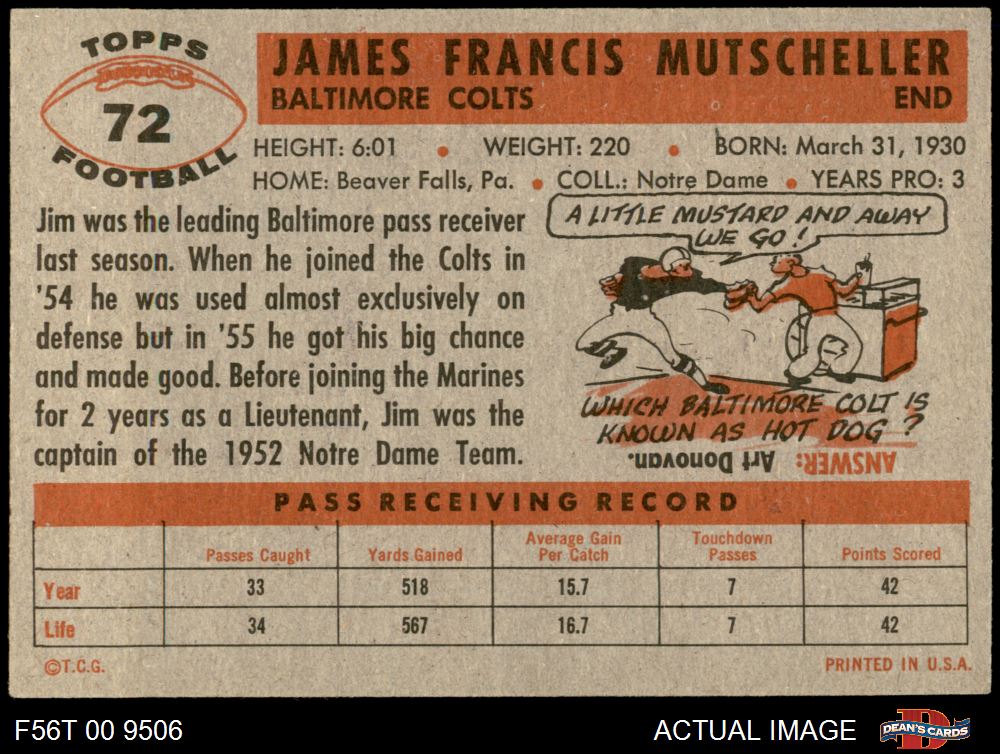 TOPPS
72
FOOTBALL
JAMES FRANCIS MUTSCHELLER
BALTIMORE COLTS END
HEIGHT: 6:01 • WEIGHT: 220 • BORN: March 31, 1930
HOME: Beaver Falls, Pa. • COLL.: Notre Dame • YEARS PRO: 3
Jim was the leading Baltimore pass receiver
last season. When he joined the Colts in
'54 he was used almost exclusively on
defense but in '55 he got his big chance
and made good. Before joining the Marines
for 2 years as a Lieutenant, Jim was the
captain of the 1952 Notre Dame Team.
A LITTLE MUSTARD AND AWAY
WE GO!
WHICH BALTIMORE COLT IS
KNOWN AS HOT DOG?
ANSWER: Art Donovan.
PASS RECEIVING RECORD
Passes Caught Yards Gained Average Gain Per Catch Touchdown Passes Points Scored
Year 33 518 15.7 7 42
Life 34 567 16.7 7 42
©T.C.G. PRINTED IN U.S.A.
F56T 00 9506 ACTUAL IMAGE DEAN'S CARDS